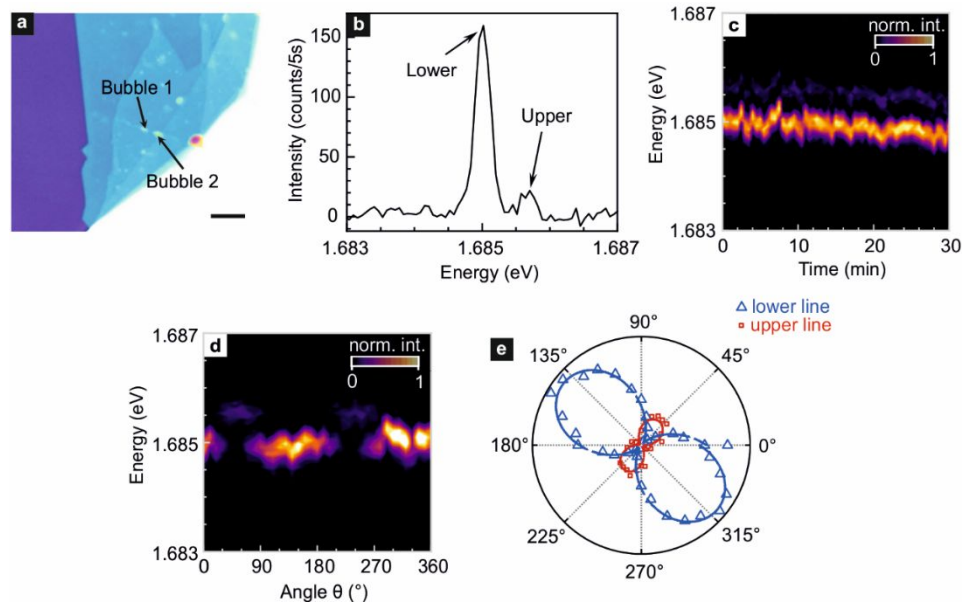 a
Bubble 1
Bubble 2
b
Intensity (counts/5s)
150
100
50
0
Lower
Upper
1.683
1.685
1.687
Energy (eV)
c
Energy (eV)
1.687
1.685
1.683
norm. int.
0 1
0 10 20 30
Time (min)
d
Energy (eV)
1.687
1.685
1.683
norm. int.
0 1
0 90 180 270 360
Angle θ (°)
e
lower line
upper line
90°
135°
45°
180°
0°
225°
315°
270°